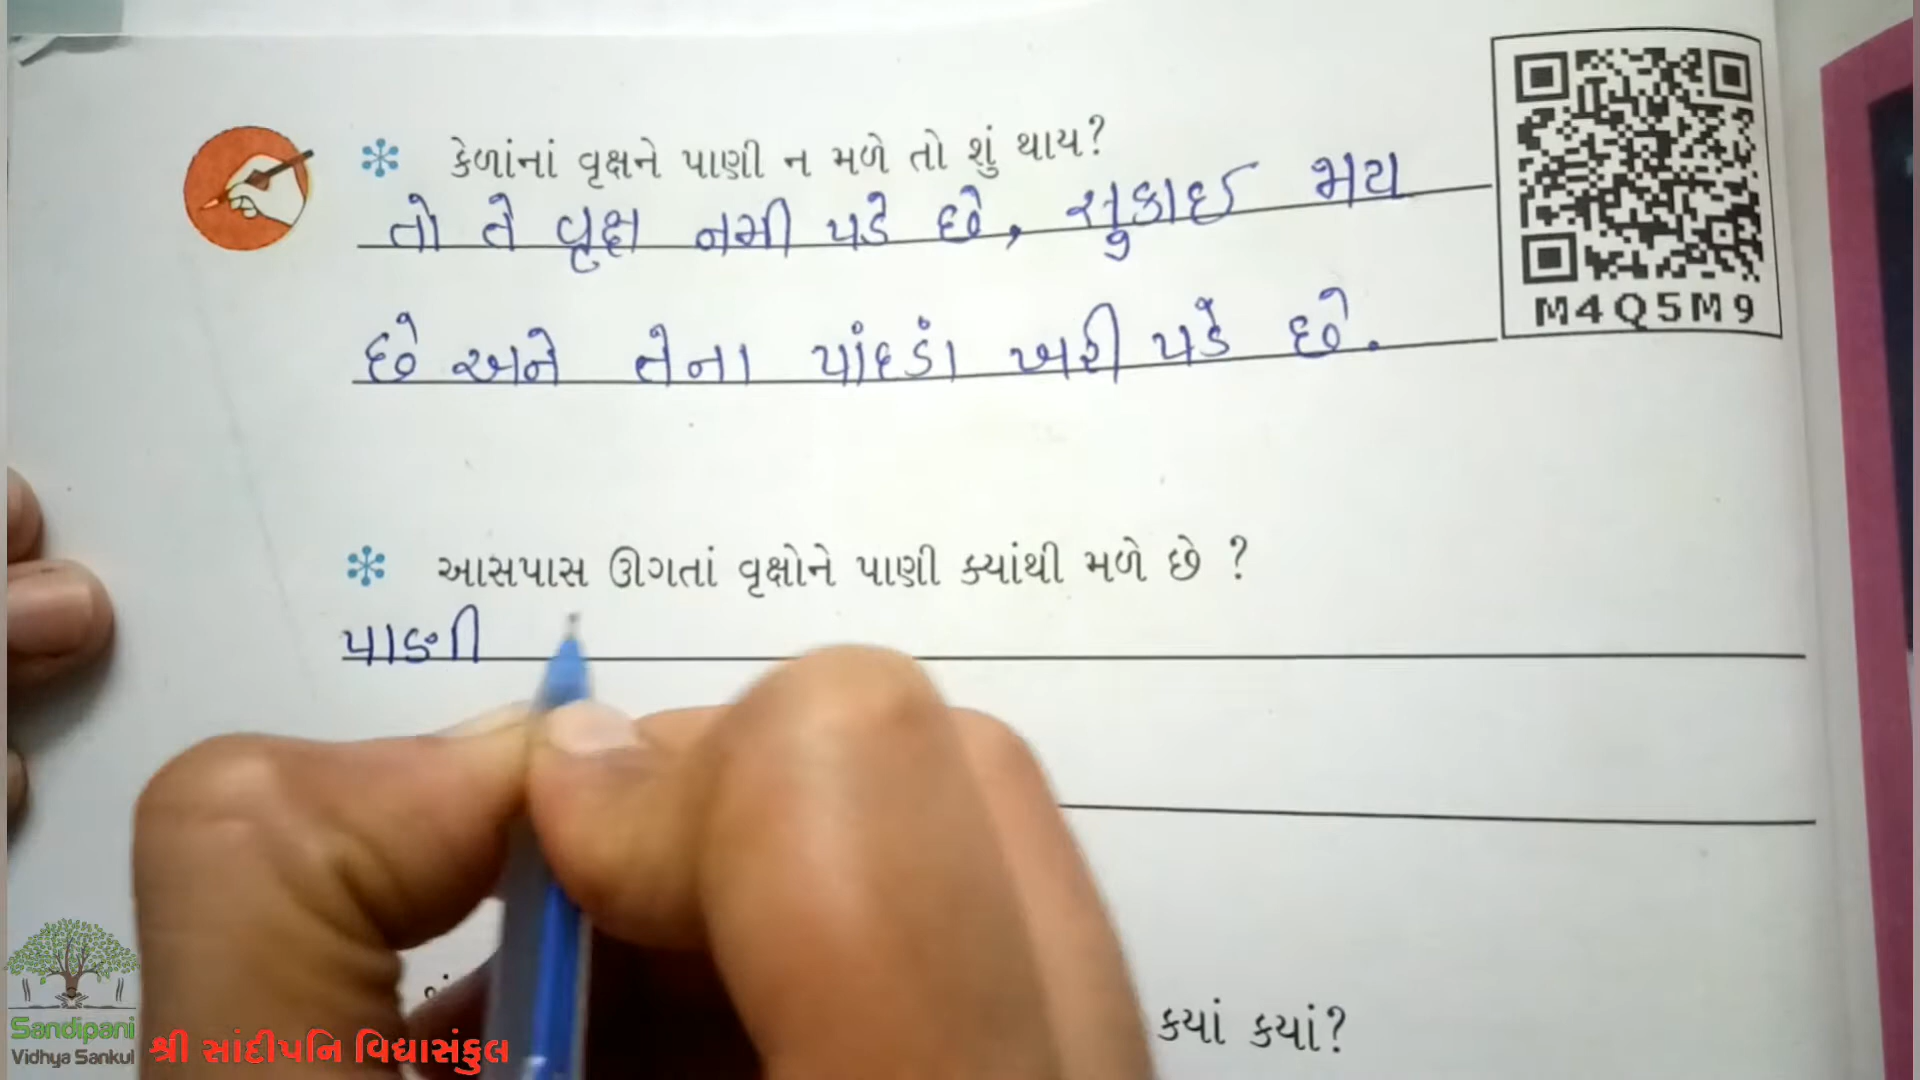 કેળાંનાં વૃક્ષને પાણી ન મળે તો શું થાય?
તો તે વૃક્ષ નમી પડે છે, સુકાઈ જાય
છે અને તેના પાંદડાં ખરી પડે છે.
M4Q5M9
આસપાસ ઊગતાં વૃક્ષોને પાણી ક્યાંથી મળે છે ?
ક્યાં ક્યાં?
Sandipani
Vidhya Sankul
શ્રી સાંદીપનિ વિદ્યાસંકુલ